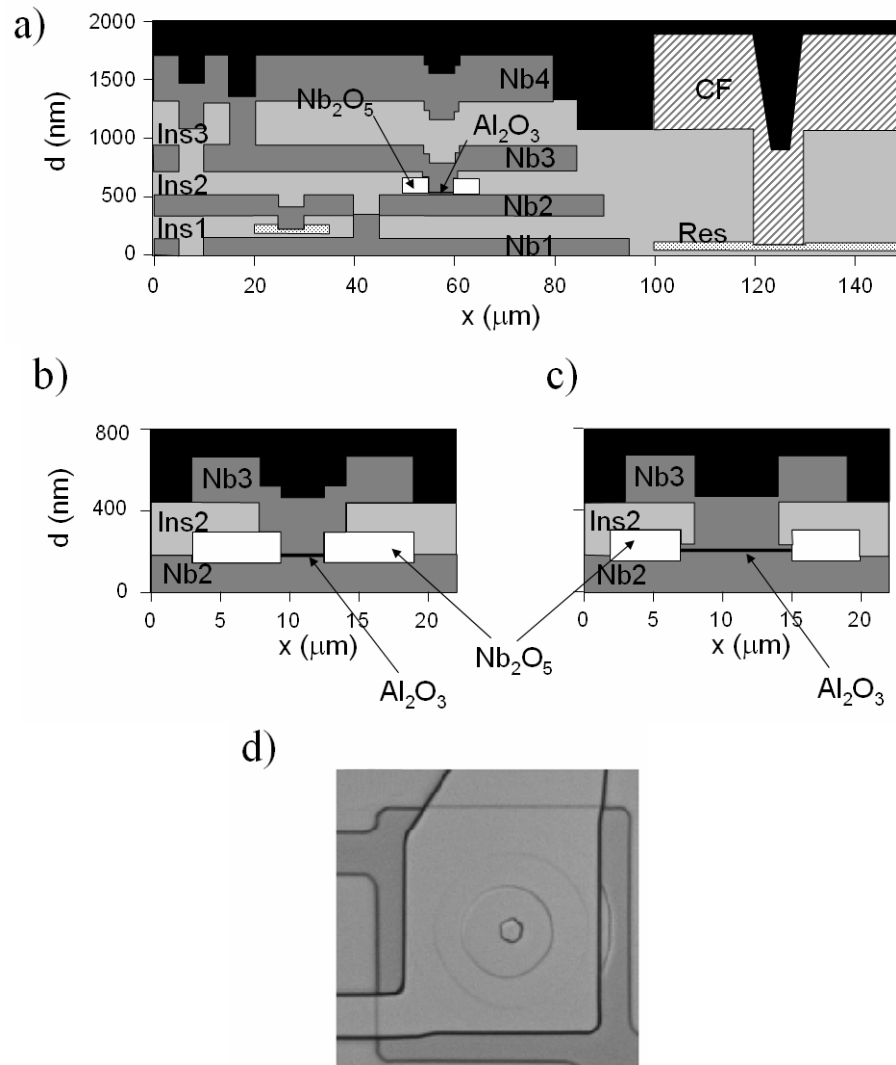 a)
d (nm)
2000
1500
1000
500
0
Nb4
Nb₂O₅
Al₂O₃
CF
Ins3
Nb3
Ins2
Nb2
Ins1
Res
Nb1
0 20 40 60 80 100 120 140
x (μm)
b)
d (nm)
800
400
0
Nb3
Ins2
Nb2
0 5 10 15 20
x (μm)
Al₂O₃
Nb₂O₅
c)
d (nm)
Nb3
Ins2
Nb2
0 5 10 15 20
x (μm)
Al₂O₃
d)